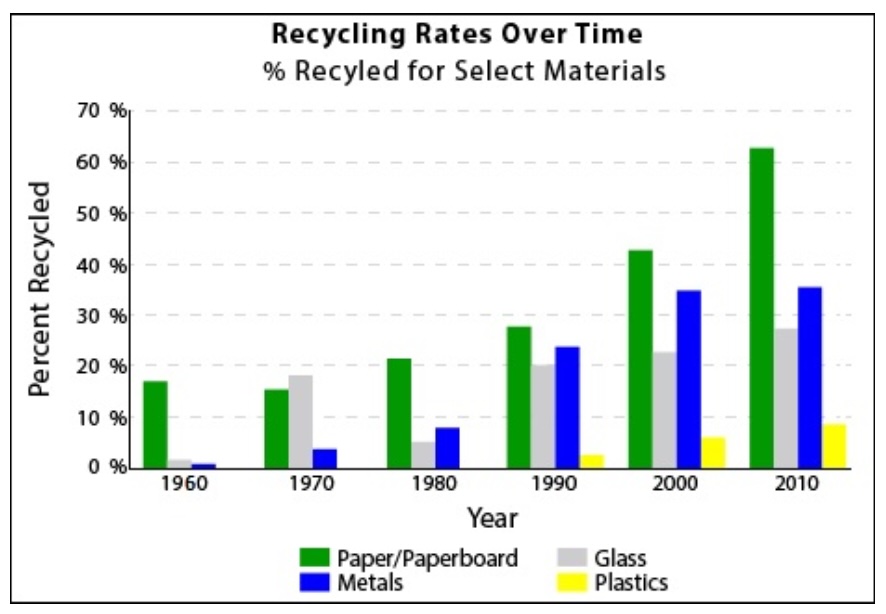 Recycling Rates Over Time
% Recyled for Select Materials
70 %
60 %
50 %
40 %
30 %
20 %
10 %
0 %
Percent Recycled
1960 1970 1980 1990 2000 2010
Year
Paper/Paperboard Glass
Metals Plastics